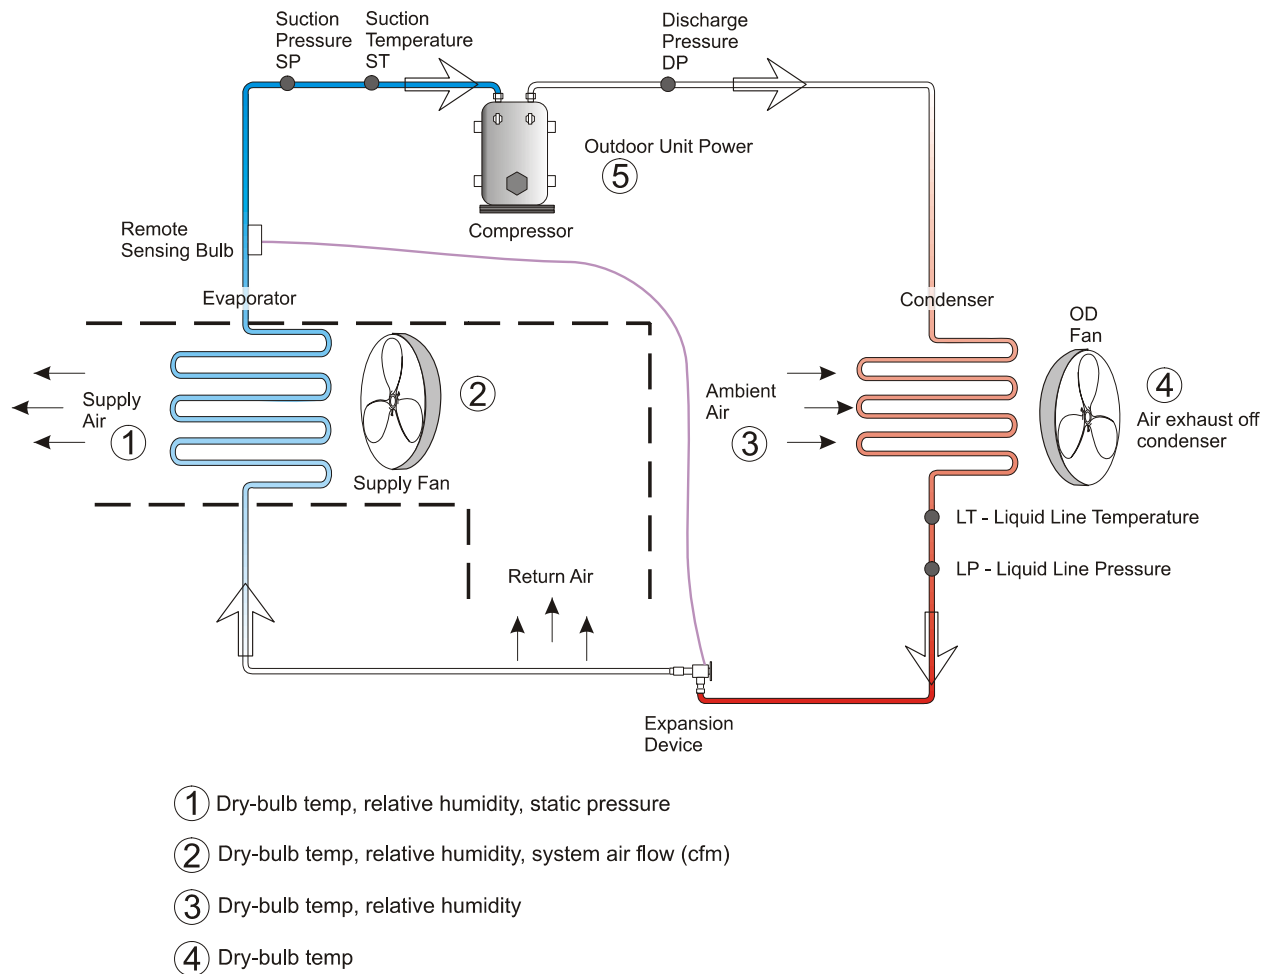 Suction
Pressure
SP
Suction
Temperature
ST
Discharge
Pressure
DP
Outdoor Unit Power
5
Compressor
Remote
Sensing Bulb
Evaporator
Condenser
OD
Fan
Supply
Air
1
2
Supply Fan
Ambient
Air
3
4
Air exhaust off
condenser
LT - Liquid Line Temperature
LP - Liquid Line Pressure
Return Air
Expansion
Device
1 Dry-bulb temp, relative humidity, static pressure
2 Dry-bulb temp, relative humidity, system air flow (cfm)
3 Dry-bulb temp, relative humidity
4 Dry-bulb temp